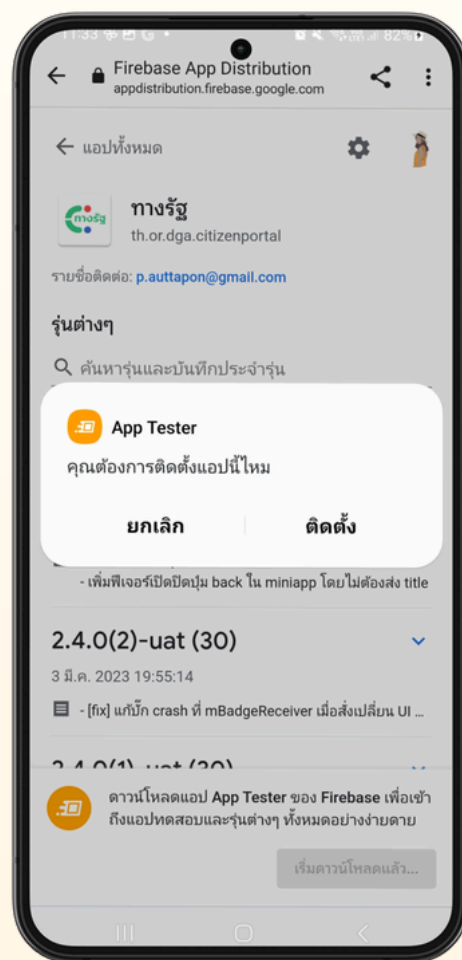 11:33
82%
Firebase App Distribution
appdistribution.firebase.google.com
แอปทั้งหมด
ทางรัฐ
ทางรัฐ
th.or.dga.citizenportal
รายชื่อติดต่อ: p.auttapon@gmail.com
รุ่นต่างๆ
ค้นหารุ่นและบันทึกประจำรุ่น
App Tester
คุณต้องการติดตั้งแอปนี้ไหม
ยกเลิก
ติดตั้ง
- เพิ่มฟีเจอร์เปิดปิดปุ่ม back ใน miniapp โดยไม่ต้องส่ง title
2.4.0(2)-uat (30)
3 มี.ค. 2023 19:55:14
- [fix] แก้บั๊ก crash ที่ mBadgeReceiver เมื่อสั่งเปลี่ยน UI ...
2.4.0(1)-uat (30)
ดาวน์โหลดแอป App Tester ของ Firebase เพื่อเข้า
ถึงแอปทดสอบและรุ่นต่างๆ ทั้งหมดอย่างง่ายดาย
เริ่มดาวน์โหลดแล้ว...